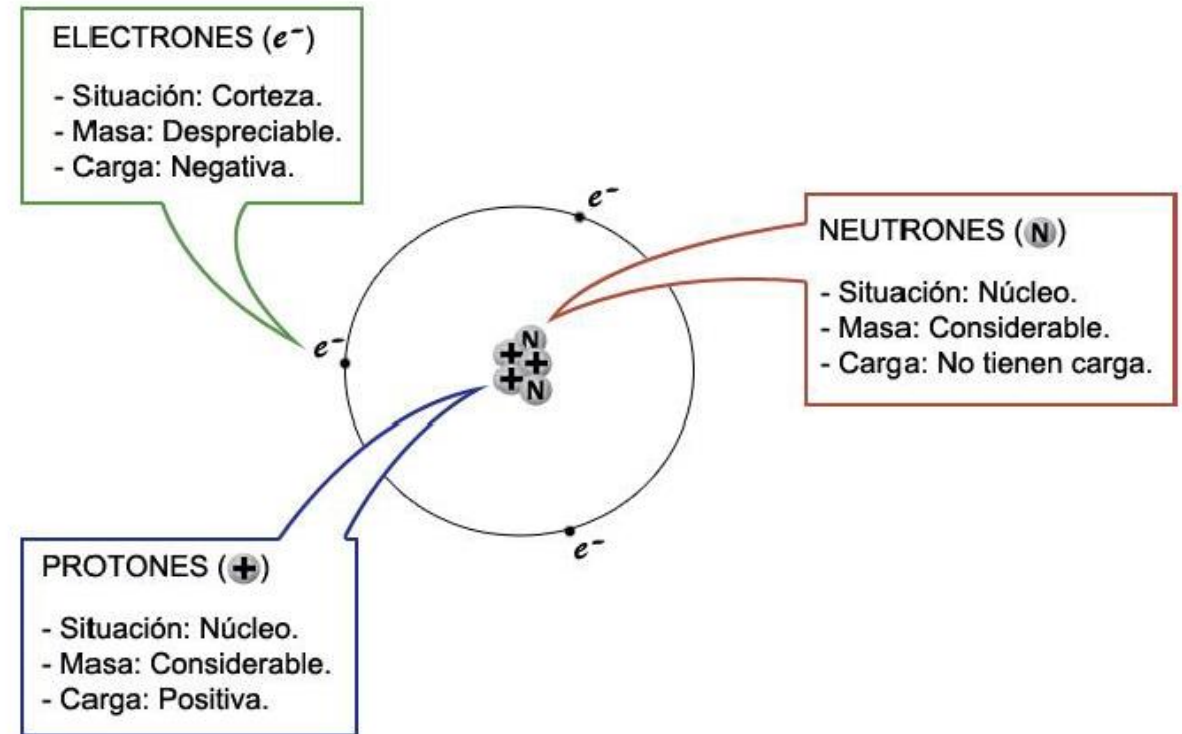 ELECTRONES (e⁻)
- Situación: Corteza.
- Masa: Despreciable.
- Carga: Negativa.
e⁻
NEUTRONES (N)
- Situación: Núcleo.
- Masa: Considerable.
- Carga: No tienen carga.
e⁻
N
+
+
+
N
e⁻
PROTONES (+)
- Situación: Núcleo.
- Masa: Considerable.
- Carga: Positiva.